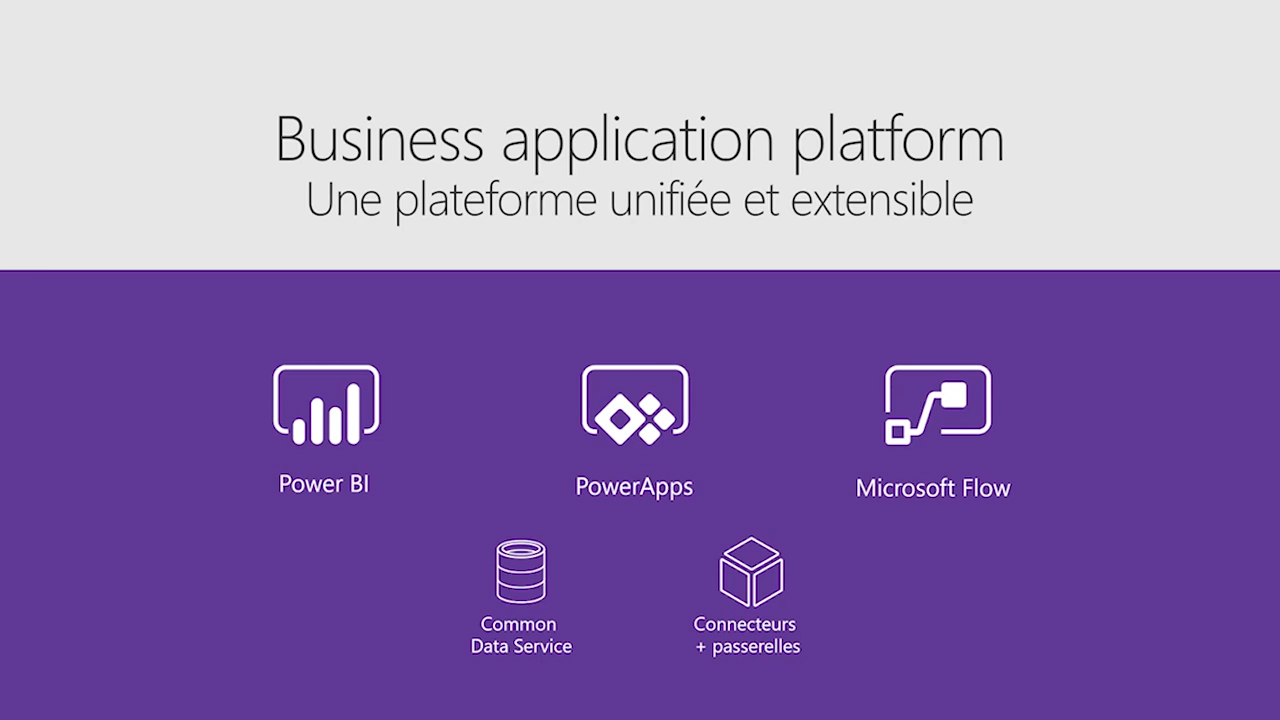 Business application platform
Une plateforme unifiée et extensible
Power BI
PowerApps
Microsoft Flow
Common
Data Service
Connecteurs
+ passerelles